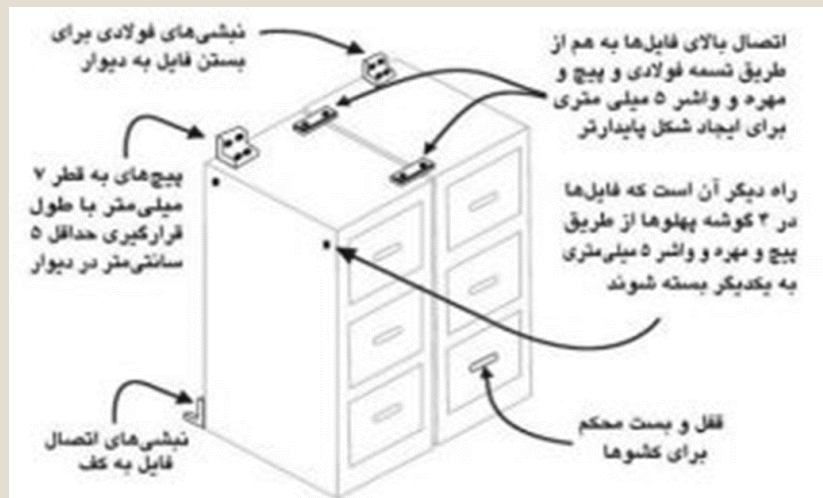 اتصال بالای فایل‌ها به هم از
طریق تسمه فولادی و پیچ و
مهره و واشر ۵ میلی متری
برای ایجاد شکل پایدارتر
راه دیگر آن است که فایل‌ها
در ۴ گوشه پهلوها از طریق
پیچ و مهره و واشر ۵ میلی‌متری
به یکدیگر بسته شوند
قفل و بست محکم
برای کشوها
نبشی‌های فولادی برای
بستن فایل به دیوار
پیچ‌های به قطر ۷
میلی‌متر با طول
قرارگیری حداقل ۵
سانتی‌متر در دیوار
نبشی‌های اتصال
فایل به کف